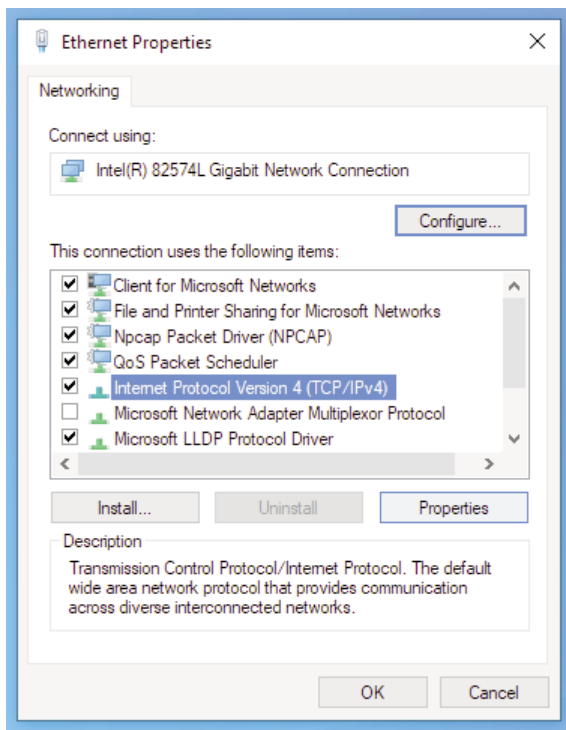 Ethernet Properties
Networking
Connect using:
Intel(R) 82574L Gigabit Network Connection
Configure...
This connection uses the following items:
Client for Microsoft Networks
File and Printer Sharing for Microsoft Networks
Npcap Packet Driver (NPCAP)
QoS Packet Scheduler
Internet Protocol Version 4 (TCP/IPv4)
Microsoft Network Adapter Multiplexor Protocol
Microsoft LLDP Protocol Driver
Install...
Uninstall
Properties
Description
Transmission Control Protocol/Internet Protocol. The default
wide area network protocol that provides communication
across diverse interconnected networks.
OK
Cancel